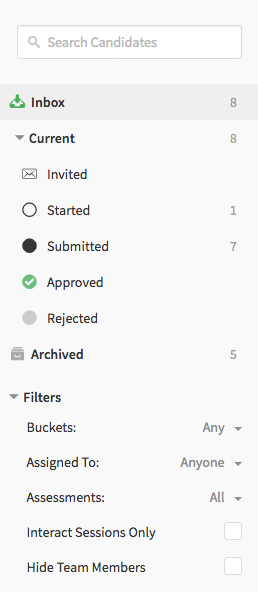 Search Candidates
Inbox 8
Current 8
Invited
Started 1
Submitted 7
Approved
Rejected
Archived 5
Filters
Buckets: Any
Assigned To: Anyone
Assessments: All
Interact Sessions Only
Hide Team Members